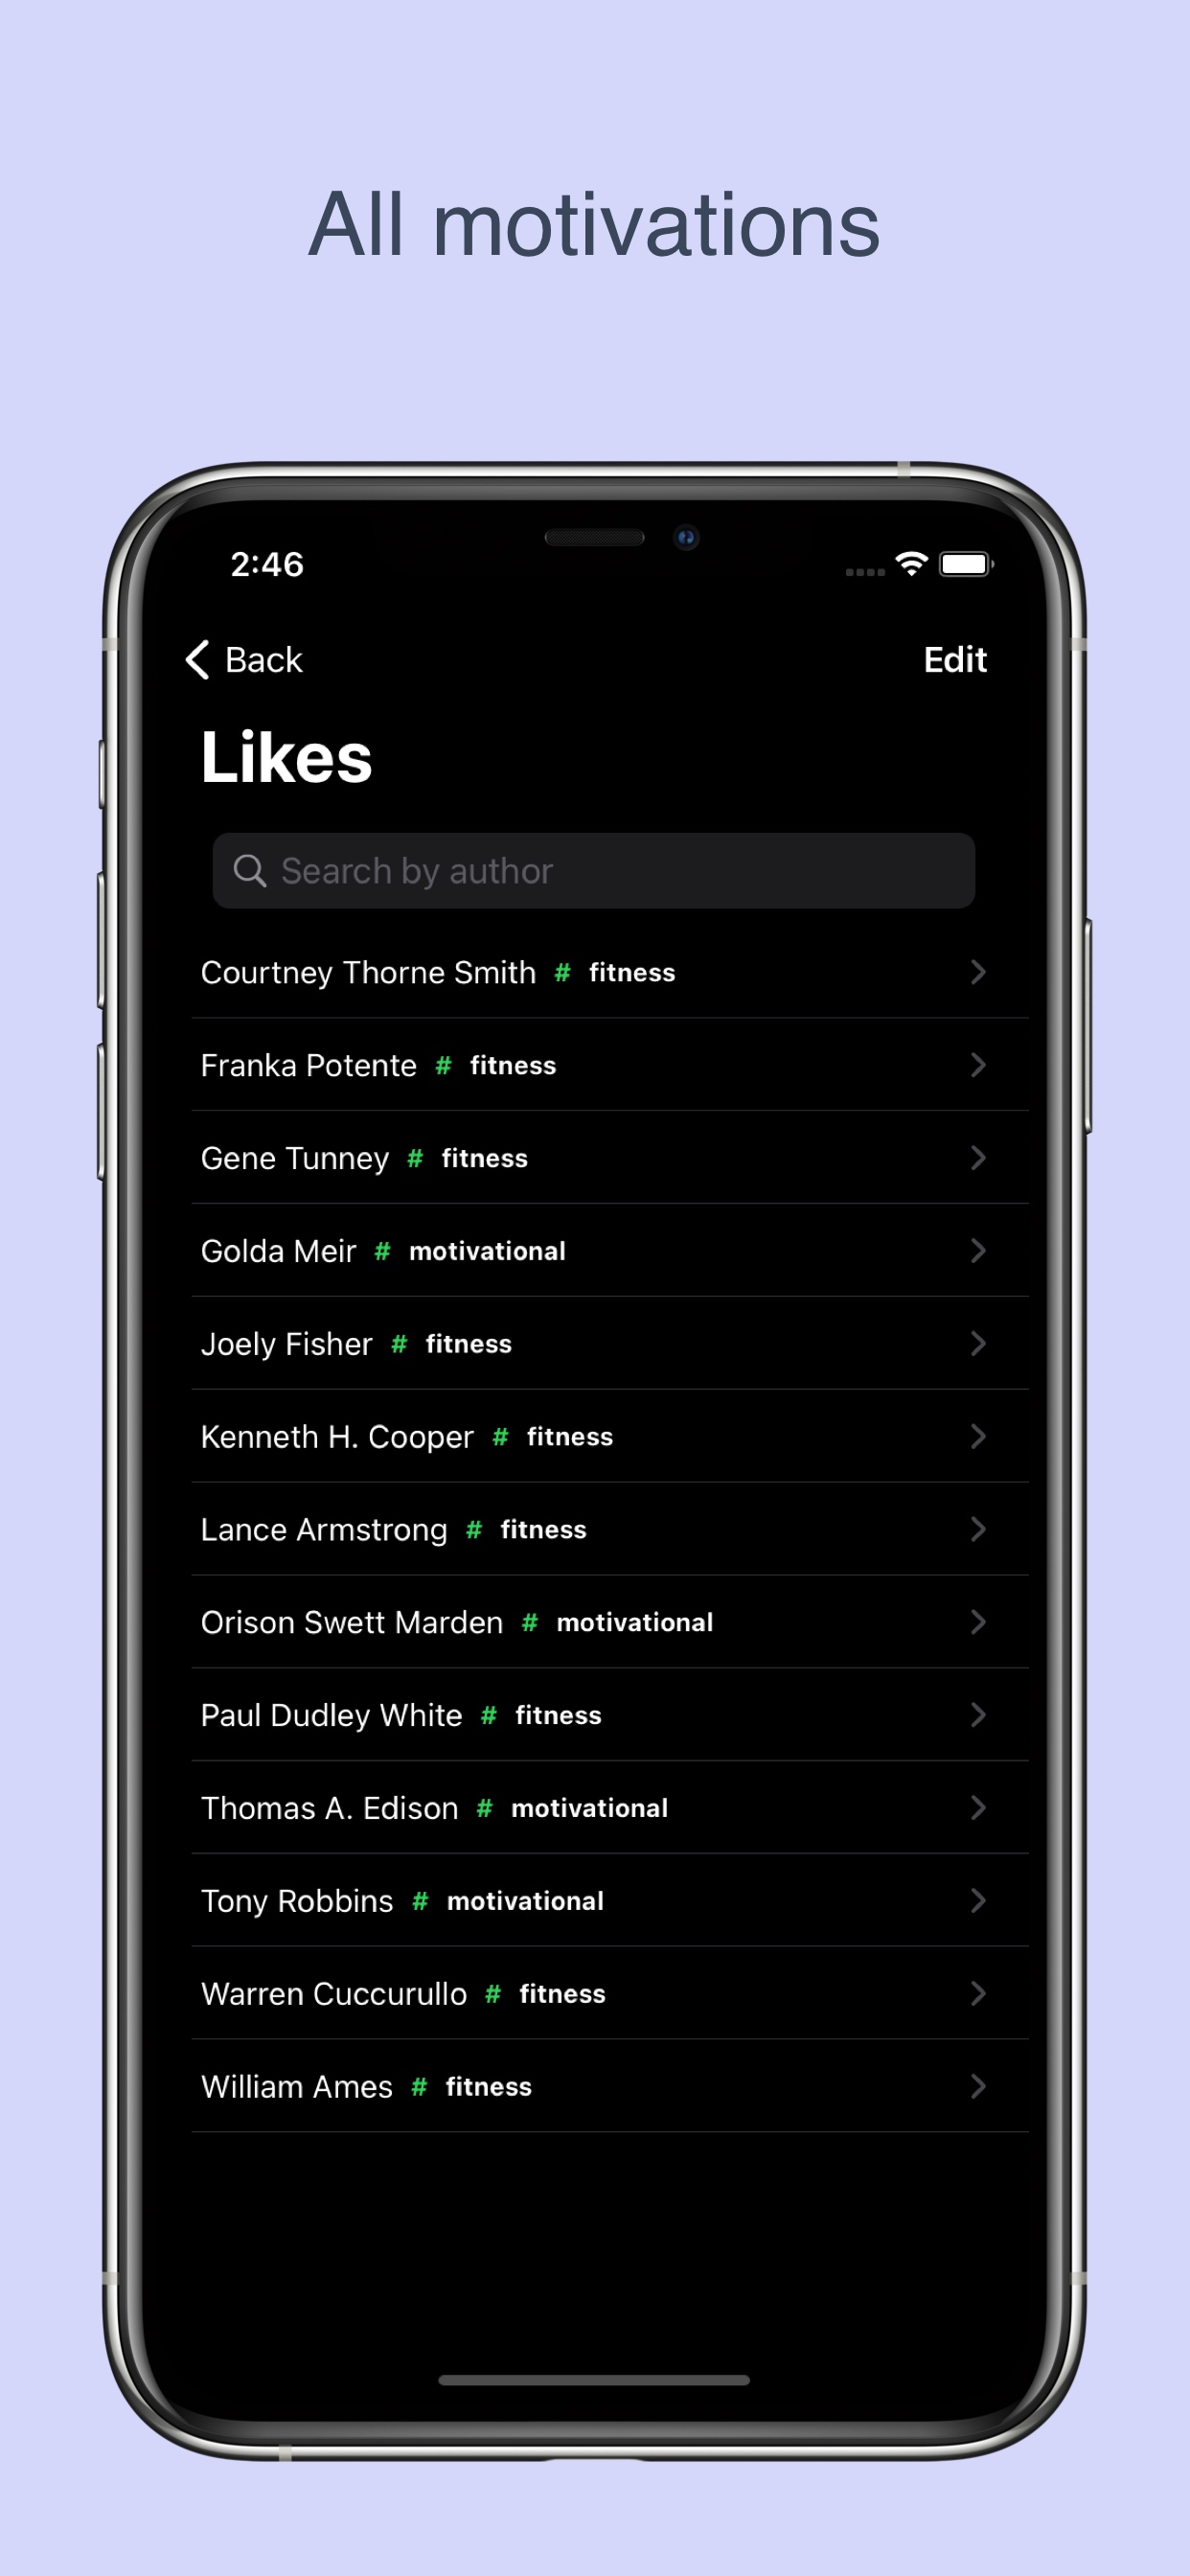 All motivations
2:46
Back
Edit
Likes
Search by author
Courtney Thorne Smith # fitness
Franka Potente # fitness
Gene Tunney # fitness
Golda Meir # motivational
Joely Fisher # fitness
Kenneth H. Cooper # fitness
Lance Armstrong # fitness
Orison Swett Marden # motivational
Paul Dudley White # fitness
Thomas A. Edison # motivational
Tony Robbins # motivational
Warren Cuccurullo # fitness
William Ames # fitness